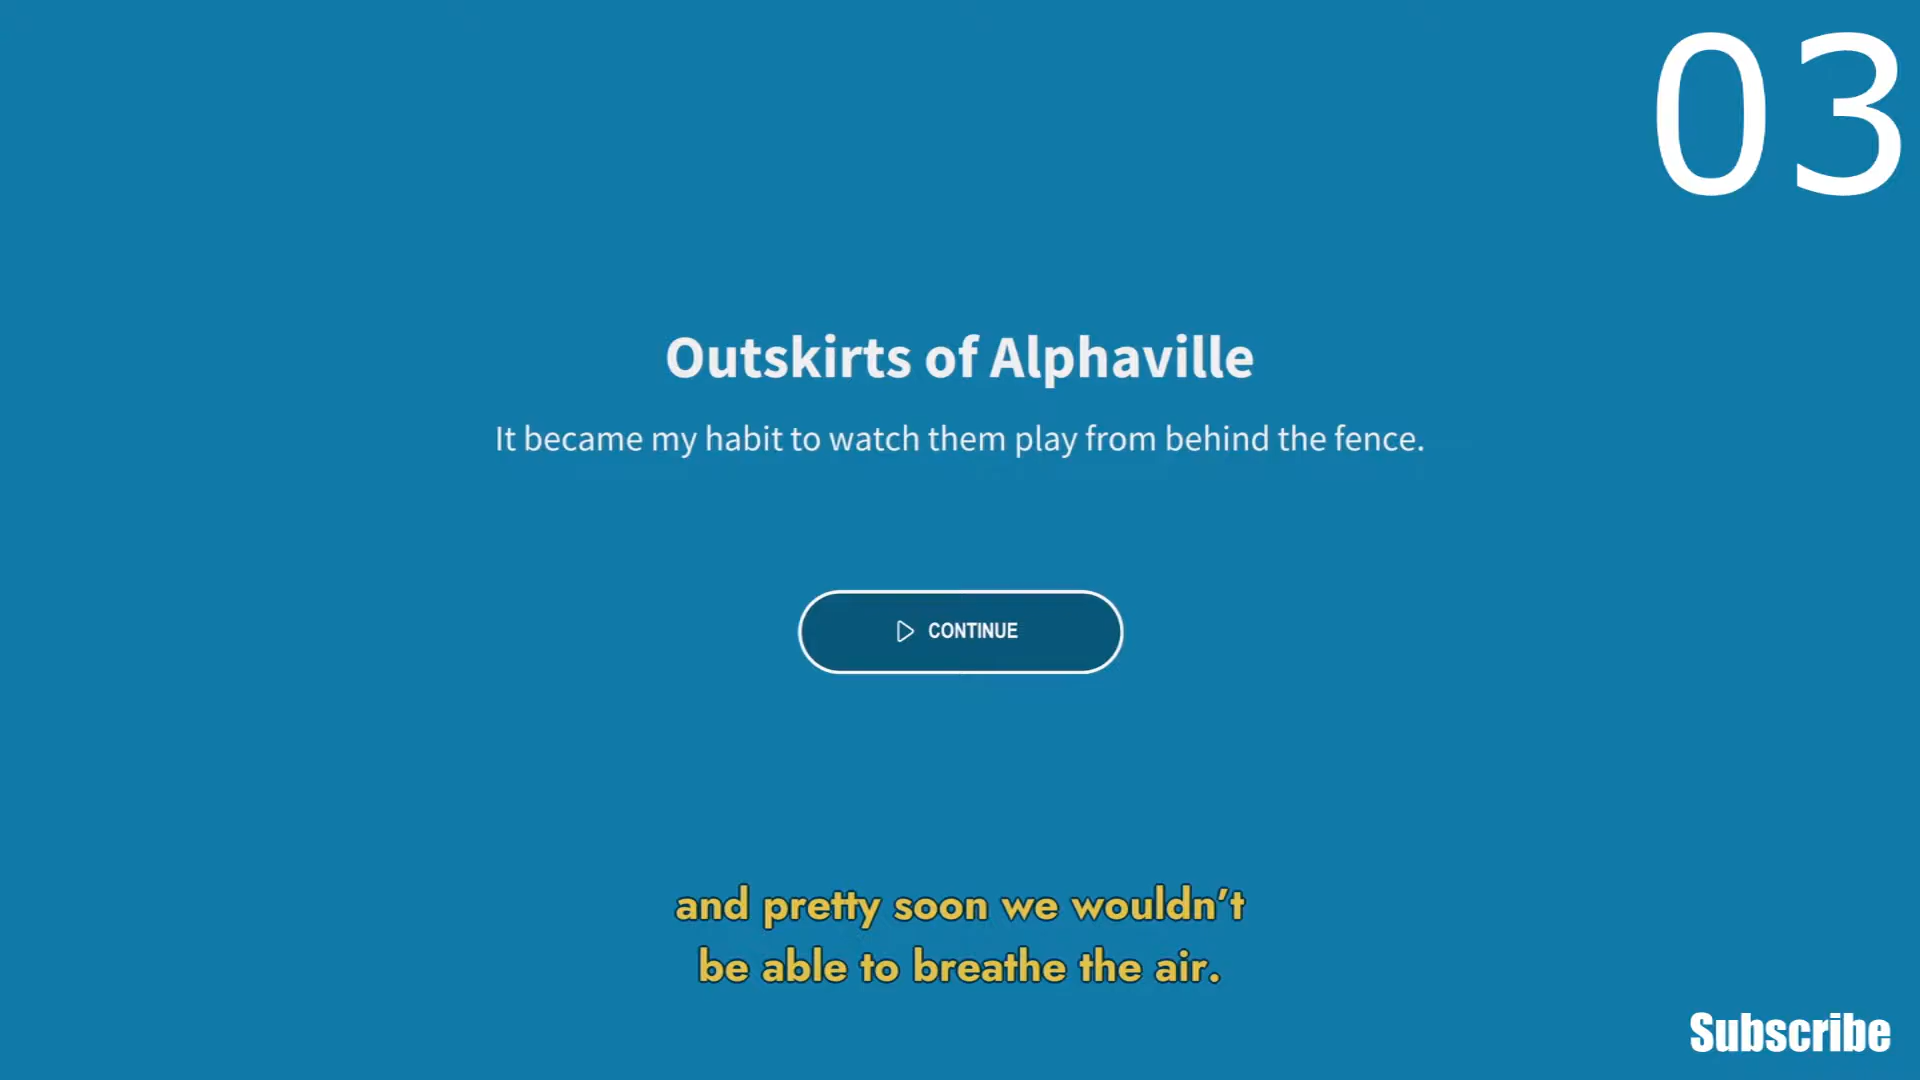 03
Outskirts of Alphaville
It became my habit to watch them play from behind the fence.
CONTINUE
and pretty soon we wouldn't
be able to breathe the air.
Subscribe